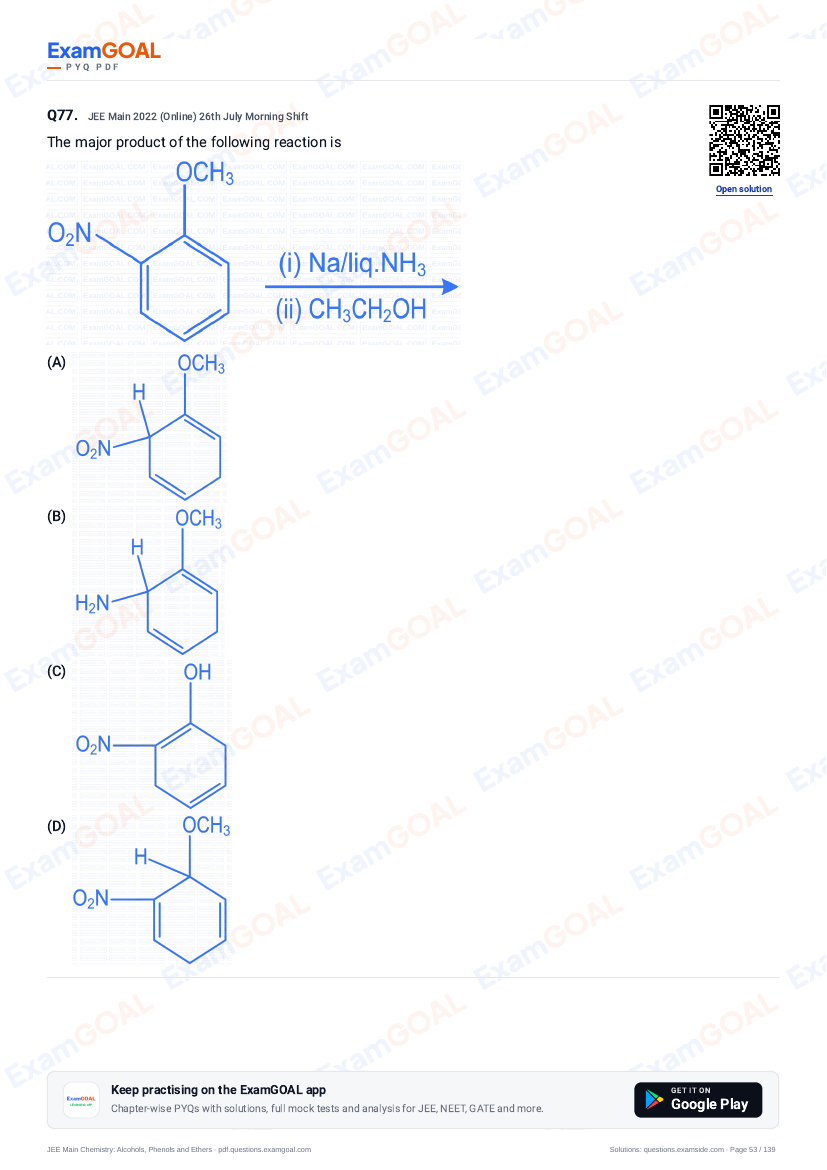 ExamGOAL
PYQ PDF
Q77. JEE Main 2022 (Online) 26th July Morning Shift
The major product of the following reaction is
Open solution
OCH₃
O₂N
(i) Na/liq.NH₃
(ii) CH₃CH₂OH
(A)
OCH₃
H
O₂N
(B)
OCH₃
H
H₂N
(C)
OH
O₂N
(D)
OCH₃
H
O₂N
Keep practising on the ExamGOAL app
Chapter-wise PYQs with solutions, full mock tests and analysis for JEE, NEET, GATE and more.
GET IT ON
Google Play
JEE Main Chemistry: Alcohols, Phenols and Ethers · pdf.questions.examgoal.com
Solutions: questions.examside.com · Page 53 / 139